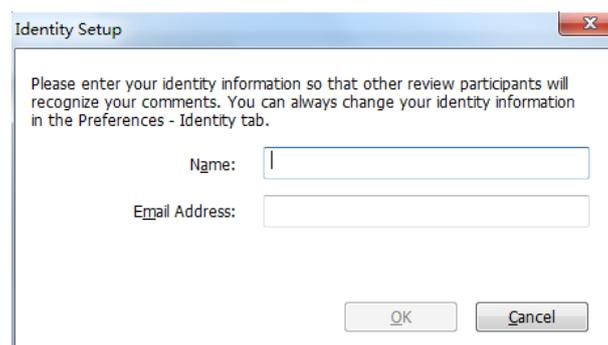 Identity Setup
Please enter your identity information so that other review participants will
recognize your comments. You can always change your identity information
in the Preferences - Identity tab.
Name:
Email Address:
OK
Cancel